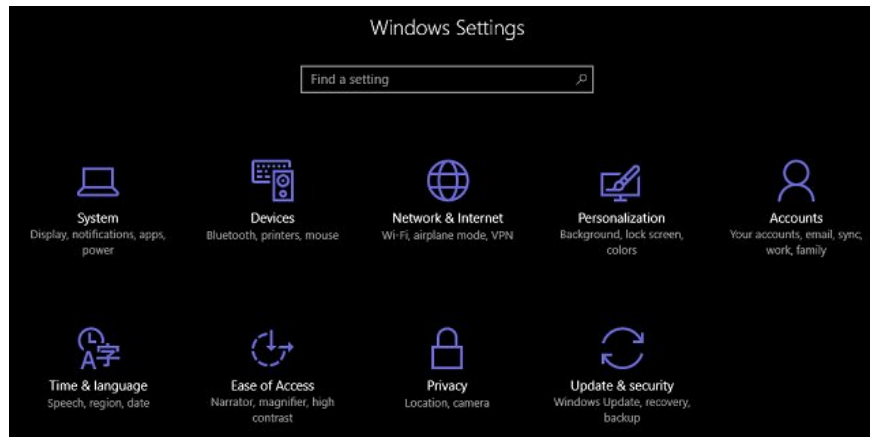 Windows Settings
Find a setting
System
Display, notifications, apps,
power
Devices
Bluetooth, printers, mouse
Network & Internet
Wi-Fi, airplane mode, VPN
Personalization
Background, lock screen,
colors
Accounts
Your accounts, email, sync,
work, family
A字
Time & language
Speech, region, date
Ease of Access
Narrator, magnifier, high
contrast
Privacy
Location, camera
Update & security
Windows Update, recovery,
backup